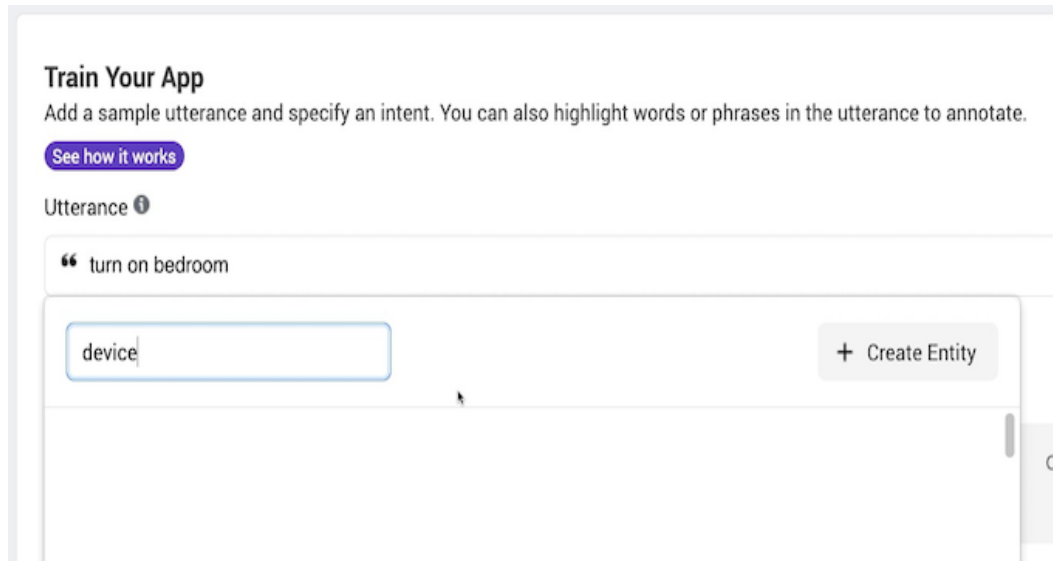 Train Your App
Add a sample utterance and specify an intent. You can also highlight words or phrases in the utterance to annotate.
See how it works
Utterance
❝ turn on bedroom
device
+ Create Entity